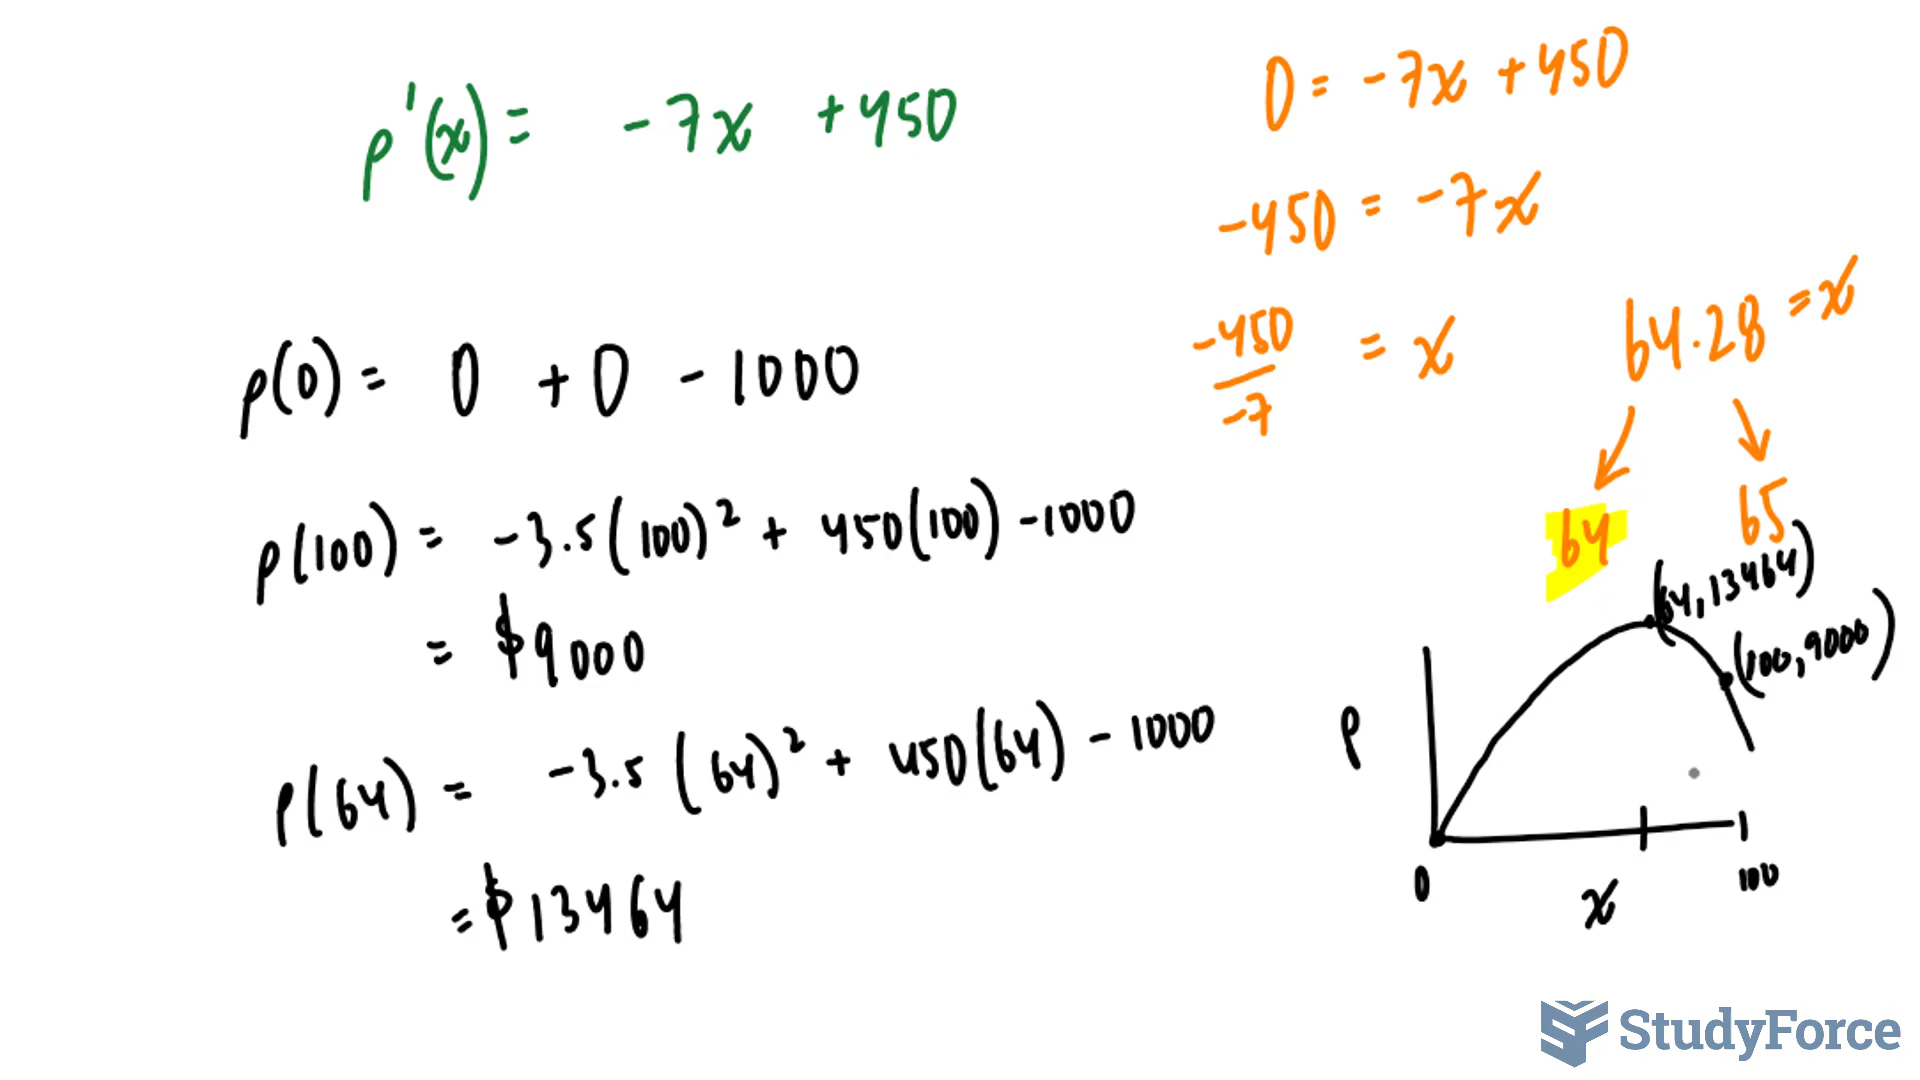 p'(x) = -7x + 450
0 = -7x + 450
-450 = -7x
-450/-7 = x
64.28 = x
64
65
p(0) = 0 + 0 - 1000
p(100) = -3.5(100)² + 450(100) - 1000
= $9000
p(64) = -3.5(64)² + 450(64) - 1000
= $13464
(64, 13464)
(100, 9000)
P
0
x
100
StudyForce